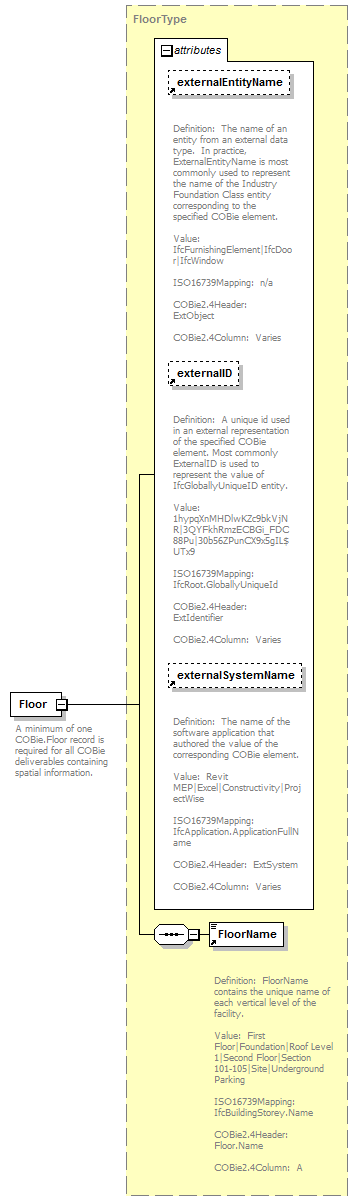 FloorType
attributes
externalEntityName
Definition:  The name of an
entity from an external data
type.  In practice,
ExternalEntityName is most
commonly used to represent
the name of the Industry
Foundation Class entity
corresponding to the
specified COBie element.
Value:
IfcFurnishingElement|IfcDoo
r|IfcWindow
ISO16739Mapping:  n/a
COBie2.4Header:
ExtObject
COBie2.4Column:  Varies
externalID
Definition:  A unique id used
in an external representation
of the specified COBie
element. Most commonly
ExternalID is used to
represent the value of
IfcGloballyUniqueID entity.
Value:
1hypqXnMHDlwKZc9bkVjN
R|3QYFkhRmzECBGi_FDC
88Pu|30b56ZPunCX9x5gIL$
UTx9
ISO16739Mapping:
IfcRoot.GloballyUniqueId
COBie2.4Header:
ExtIdentifier
COBie2.4Column:  Varies
externalSystemName
Definition:  The name of the
software application that
authored the value of the
corresponding COBie element.
Value:  Revit
MEP|Excel|Constructivity|Proj
ectWise
ISO16739Mapping:
IfcApplication.ApplicationFullN
ame
COBie2.4Header:  ExtSystem
COBie2.4Column:  Varies
Floor
A minimum of one
COBie.Floor record is
required for all COBie
deliverables containing
spatial information.
FloorName
Definition:  FloorName
contains the unique name of
each vertical level of the
facility.
Value:  First
Floor|Foundation|Roof Level
1|Second Floor|Section
101-105|Site|Underground
Parking
ISO16739Mapping:
IfcBuildingStorey.Name
COBie2.4Header:
Floor.Name
COBie2.4Column:  A